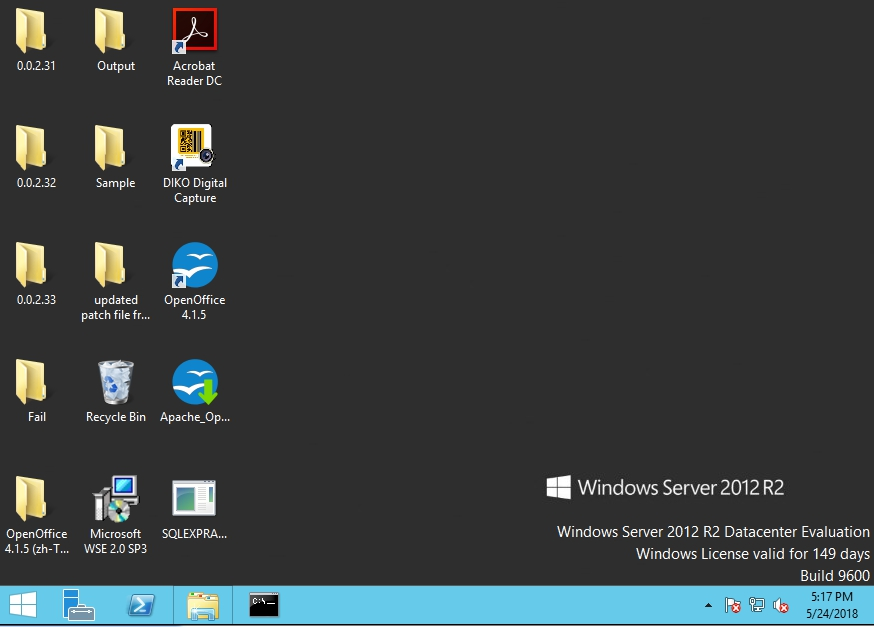 0.0.2.31
Output
Acrobat
Reader DC
0.0.2.32
Sample
DIKO Digital
Capture
0.0.2.33
updated
patch file fr...
OpenOffice
4.1.5
Fail
Recycle Bin
Apache_Op...
OpenOffice
4.1.5 (zh-T...
Microsoft
WSE 2.0 SP3
SQLEXPRA...
Windows Server 2012 R2
Windows Server 2012 R2 Datacenter Evaluation
Windows License valid for 149 days
Build 9600
C:\
5:17 PM
5/24/2018